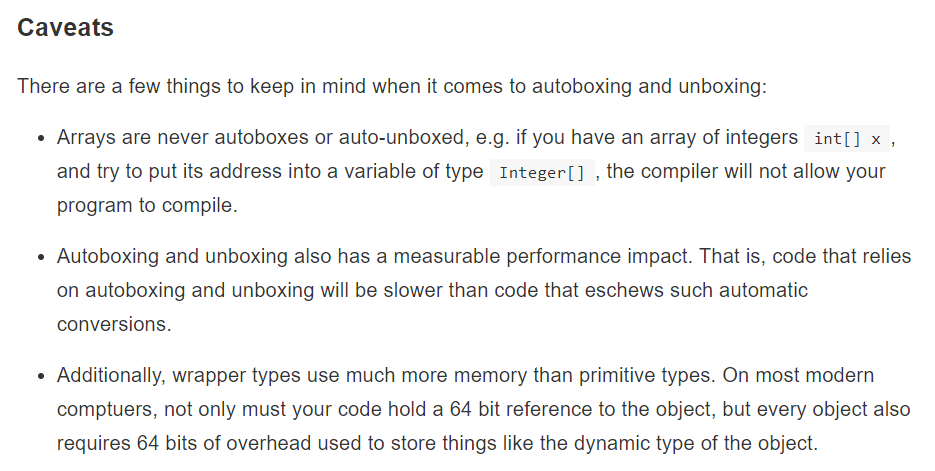 Caveats
There are a few things to keep in mind when it comes to autoboxing and unboxing:
• Arrays are never autoboxes or auto-unboxed, e.g. if you have an array of integers int[] x ,
and try to put its address into a variable of type Integer[] , the compiler will not allow your
program to compile.
• Autoboxing and unboxing also has a measurable performance impact. That is, code that relies
on autoboxing and unboxing will be slower than code that eschews such automatic
conversions.
• Additionally, wrapper types use much more memory than primitive types. On most modern
comptuers, not only must your code hold a 64 bit reference to the object, but every object also
requires 64 bits of overhead used to store things like the dynamic type of the object.